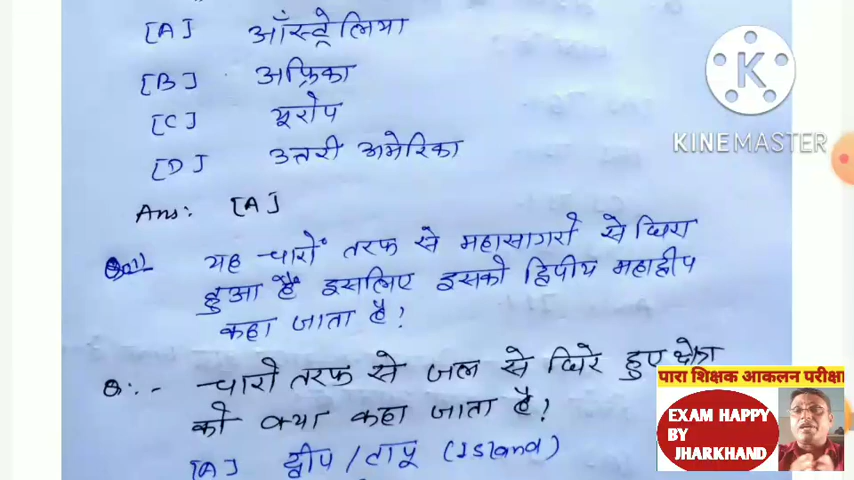 [A] ऑस्ट्रेलिया
[B] अफ्रिका
[C] यूरोप
[D] उत्तरी अमेरिका
Ans: [A]
यह चारों तरफ से महासागरों से घिरा
हुआ है इसलिए इसको द्विपीय महाद्वीप
कहा जाता है?
Q:- चारो तरफ से जल से घिरे हुए क्षेत्र
को क्या कहा जाता है?
[A] द्वीप/टापू (Island)
K
KINEMASTER
पारा शिक्षक आकलन परीक्षा
EXAM HAPPY
BY
JHARKHAND